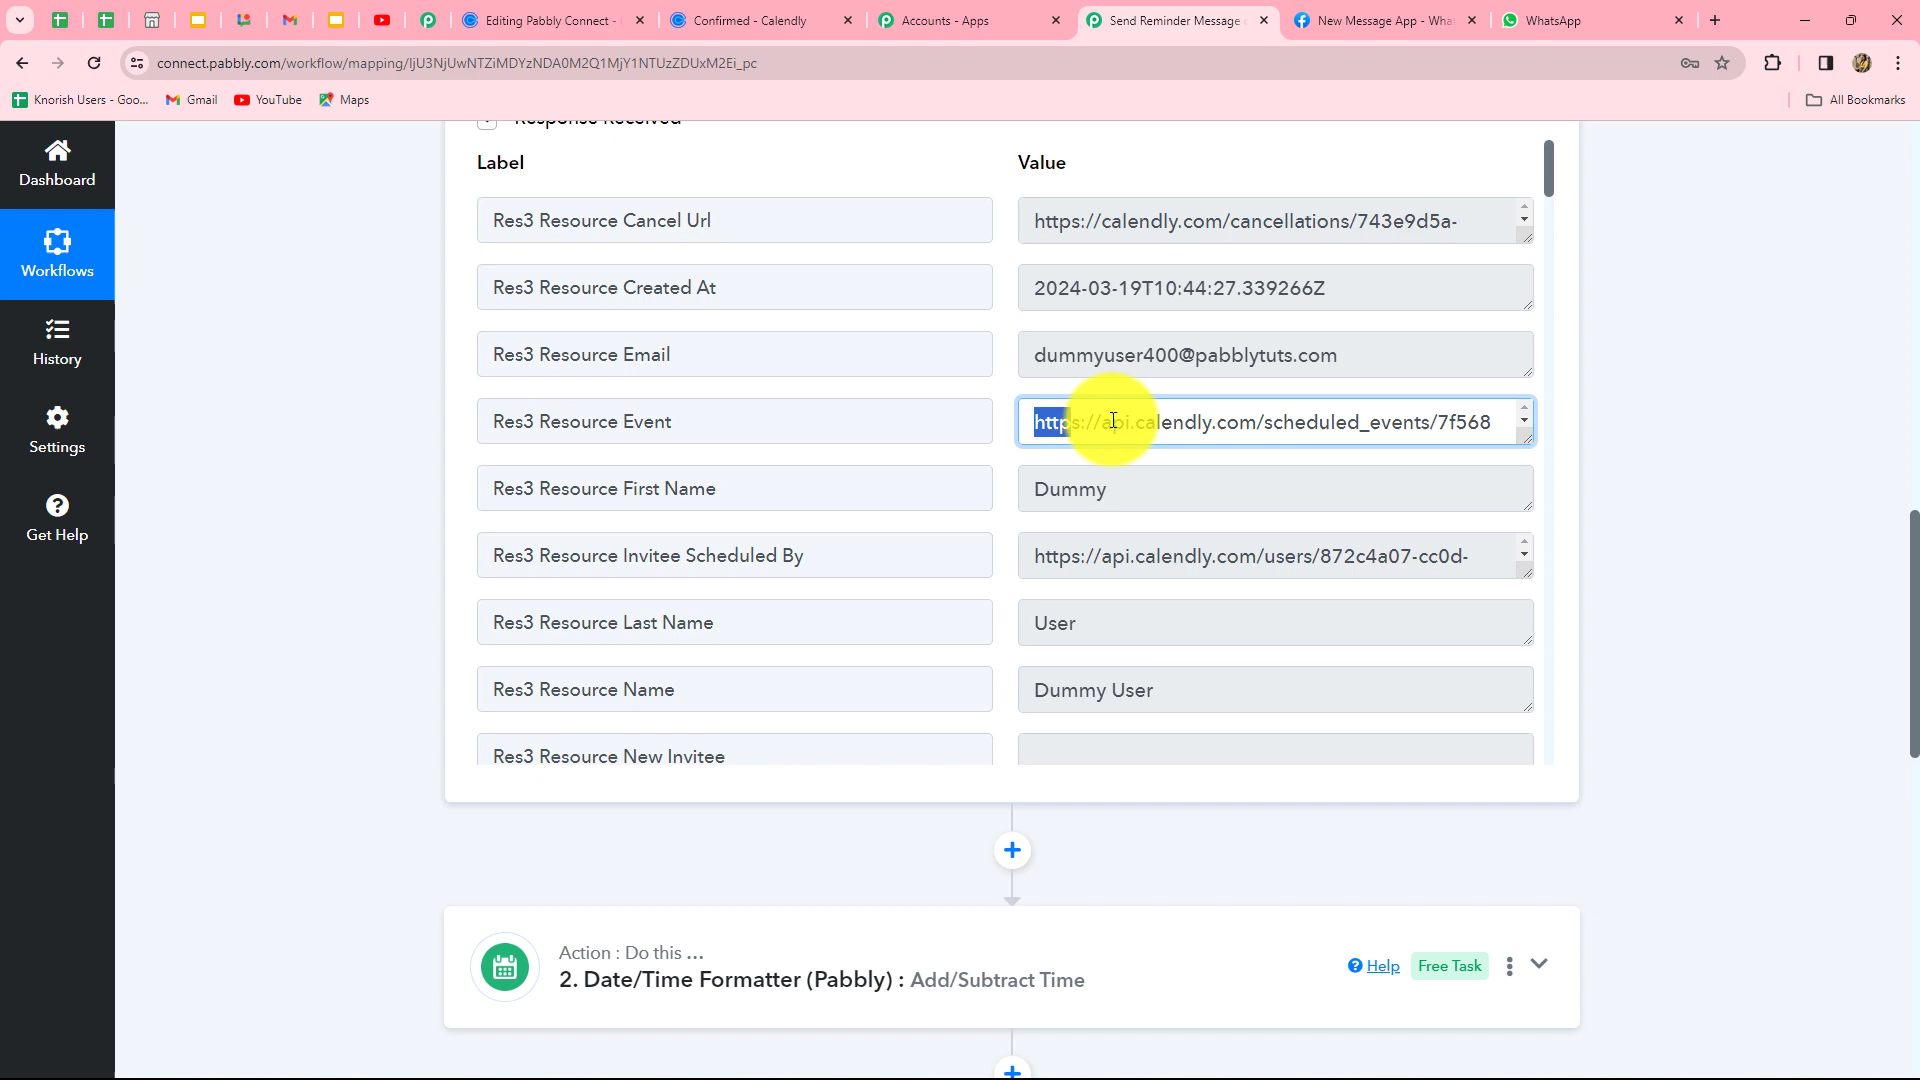 Editing Pabbly Connect -
Confirmed - Calendly
Accounts - Apps
Send Reminder Message
New Message App - Wha
WhatsApp
connect.pabbly.com/workflow/mapping/IjU3NjUwNTZiMDYzNDA0M2Q1MjY1NTUzZDUxM2Ei_pc
Knorish Users - Goo...
Gmail
YouTube
Maps
All Bookmarks
Dashboard
Workflows
History
Settings
Get Help
Response Received
Label
Value
Res3 Resource Cancel Url
https://calendly.com/cancellations/743e9d5a-
Res3 Resource Created At
2024-03-19T10:44:27.339266Z
Res3 Resource Email
dummyuser400@pabblytuts.com
Res3 Resource Event
https://api.calendly.com/scheduled_events/7f568
Res3 Resource First Name
Dummy
Res3 Resource Invitee Scheduled By
https://api.calendly.com/users/872c4a07-cc0d-
Res3 Resource Last Name
User
Res3 Resource Name
Dummy User
Res3 Resource New Invitee
Action : Do this ...
2. Date/Time Formatter (Pabbly) : Add/Subtract Time
Help
Free Task